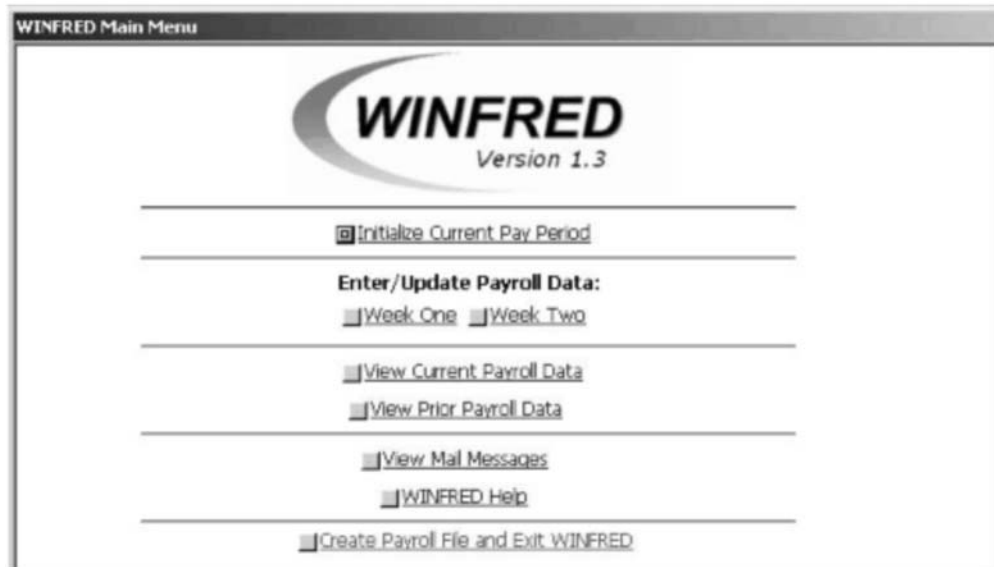 WINFRED Main Menu
WINFRED
Version 1.3
Initialize Current Pay Period
Enter/Update Payroll Data:
Week One Week Two
View Current Payroll Data
View Prior Payroll Data
View Mail Messages
WINFRED Help
Create Payroll File and Exit WINFRED